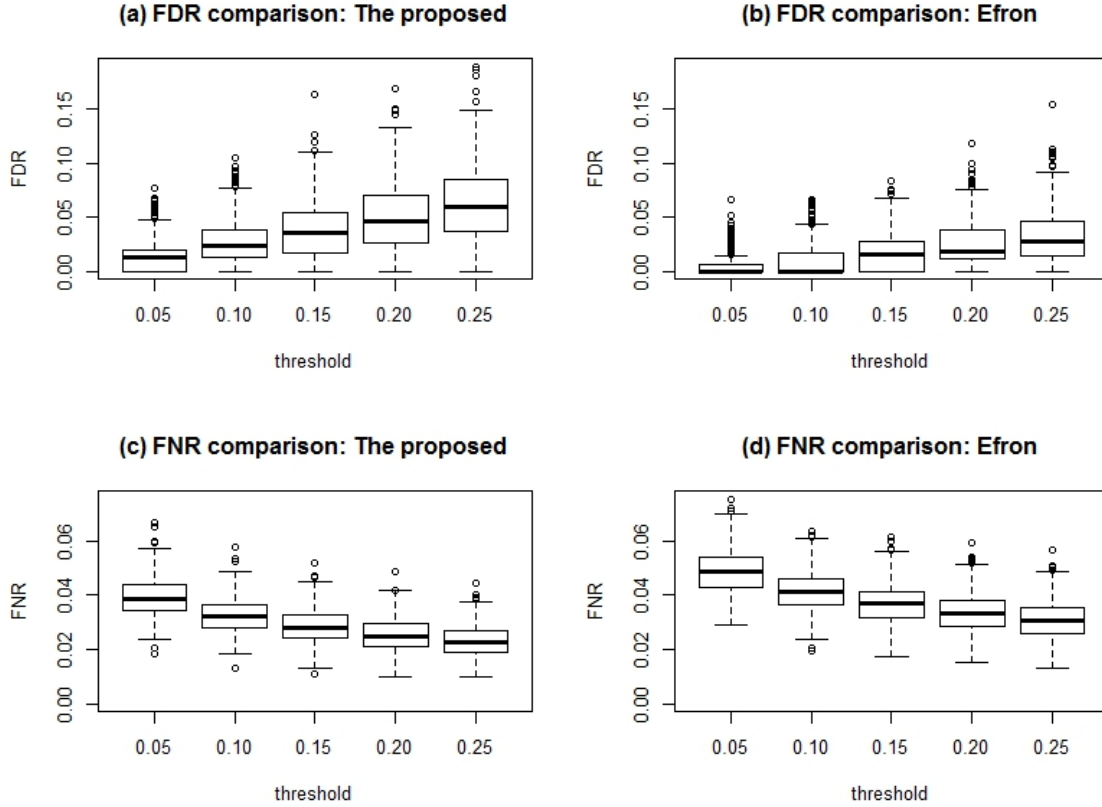 (a) FDR comparison: The proposed
FDR
0.15
0.10
0.05
0.00
0.05 0.10 0.15 0.20 0.25
threshold
(b) FDR comparison: Efron
FDR
0.15
0.10
0.05
0.00
0.05 0.10 0.15 0.20 0.25
threshold
(c) FNR comparison: The proposed
FNR
0.06
0.04
0.02
0.00
0.05 0.10 0.15 0.20 0.25
threshold
(d) FNR comparison: Efron
FNR
0.06
0.04
0.02
0.00
0.05 0.10 0.15 0.20 0.25
threshold